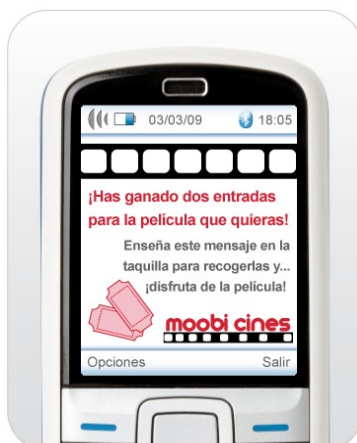 03/03/09 18:05
¡Has ganado dos entradas
para la película que quieras!
Enseña este mensaje en la
taquilla para recogerlas y...
¡disfruta de la película!
moobi cines
Opciones Salir